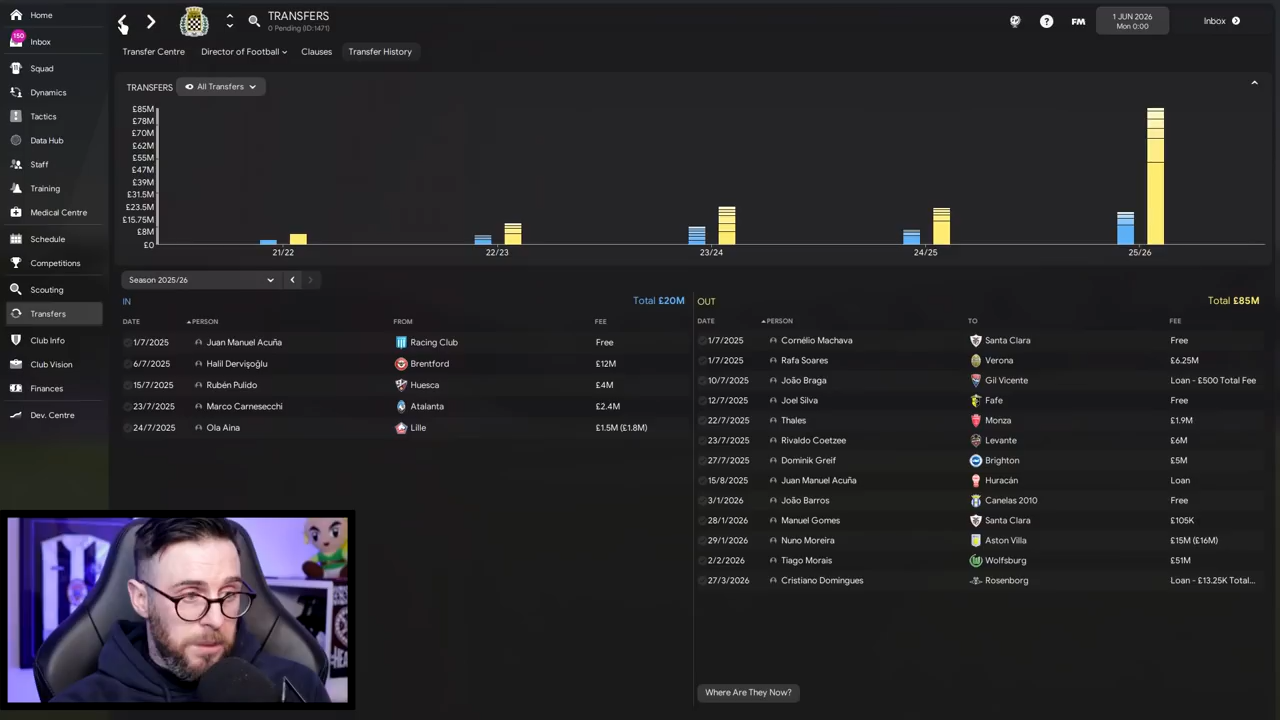 Home
150
Inbox
Squad
Dynamics
Tactics
Data Hub
Staff
Training
Medical Centre
Schedule
Competitions
Scouting
Transfers
Club Info
Club Vision
Finances
Dev. Centre
TRANSFERS
0 Pending (ID:1471)
? FM
1 JUN 2026
Mon 0:00
Inbox
Transfer Centre Director of Football Clauses Transfer History
TRANSFERS All Transfers
£85M
£78M
£70M
£62M
£55M
£47M
£39M
£31.5M
£23.5M
£15.75M
£8M
£0
21/22 22/23 23/24 24/25 25/26
Season 2025/26
IN Total £20M
DATE PERSON FROM FEE
1/7/2025 Juan Manuel Acuña Racing Club Free
6/7/2025 Halil Dervişoğlu Brentford £12M
15/7/2025 Rubén Pulido Huesca £4M
23/7/2025 Marco Carnesecchi Atalanta £2.4M
24/7/2025 Ola Aina Lille £1.5M (£1.8M)
OUT Total £85M
DATE PERSON TO FEE
1/7/2025 Cornélio Machava Santa Clara Free
1/7/2025 Rafa Soares Verona £6.25M
10/7/2025 João Braga Gil Vicente Loan - £500 Total Fee
12/7/2025 Joel Silva Fafe Free
22/7/2025 Thales Monza £1.9M
23/7/2025 Rivaldo Coetzee Levante £6M
27/7/2025 Dominik Greif Brighton £5M
15/8/2025 Juan Manuel Acuña Huracán Loan
3/1/2026 João Barros Canelas 2010 Free
28/1/2026 Manuel Gomes Santa Clara £105K
29/1/2026 Nuno Moreira Aston Villa £15M (£16M)
2/2/2026 Tiago Morais Wolfsburg £51M
27/3/2026 Cristiano Domingues Rosenborg Loan - £13.25K Total...
Where Are They Now?